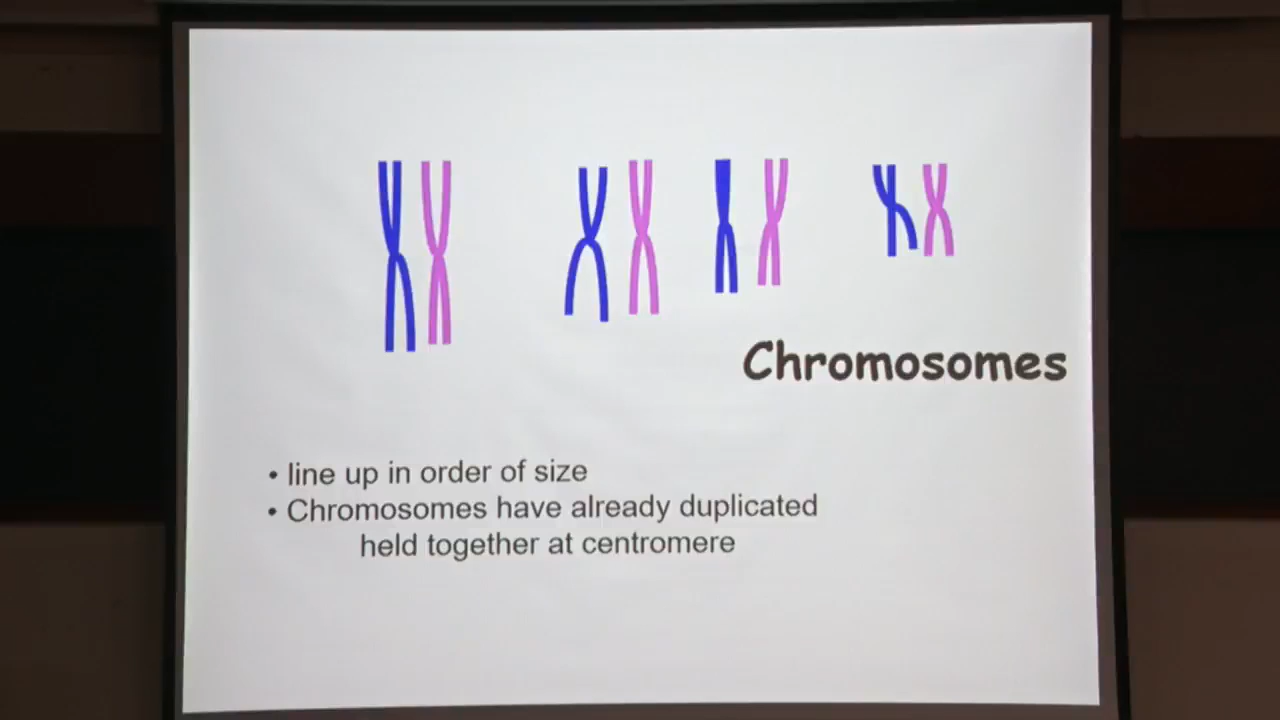 Chromosomes
• line up in order of size
• Chromosomes have already duplicated
held together at centromere